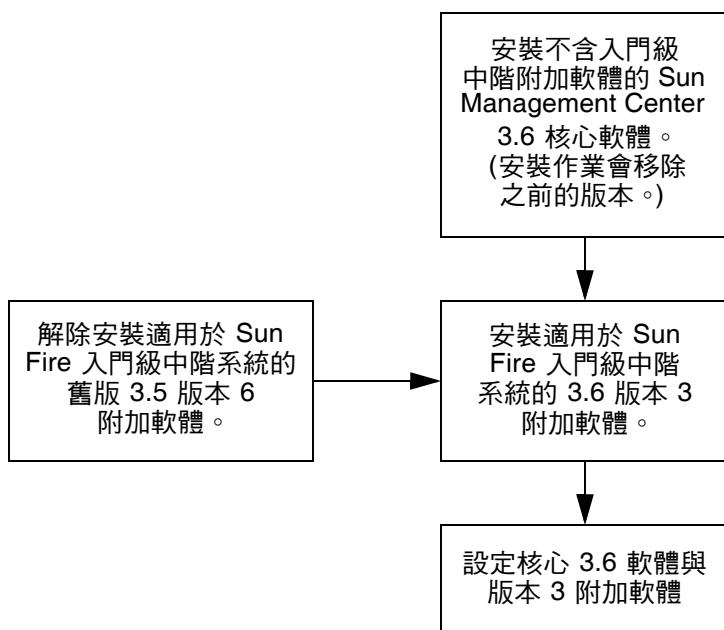 安裝不含入門級
中階附加軟體的 Sun
Management Center
3.6 核心軟體。
(安裝作業會移除
之前的版本。)
解除安裝適用於 Sun
Fire 入門級中階系統的
舊版 3.5 版本 6
附加軟體。
安裝適用於 Sun
Fire 入門級中階
系統的 3.6 版本 3
附加軟體。
設定核心 3.6 軟體與
版本 3 附加軟體